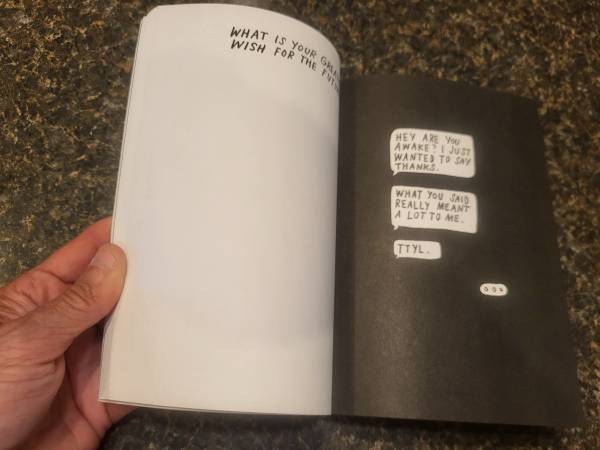 WHAT IS YOUR
WISH FOR THE
HEY ARE YOU
AWAKE? I JUST
WANTED TO SAY
THANKS.
WHAT YOU SAID
REALLY MEANT
A LOT TO ME.
TTYL.
...